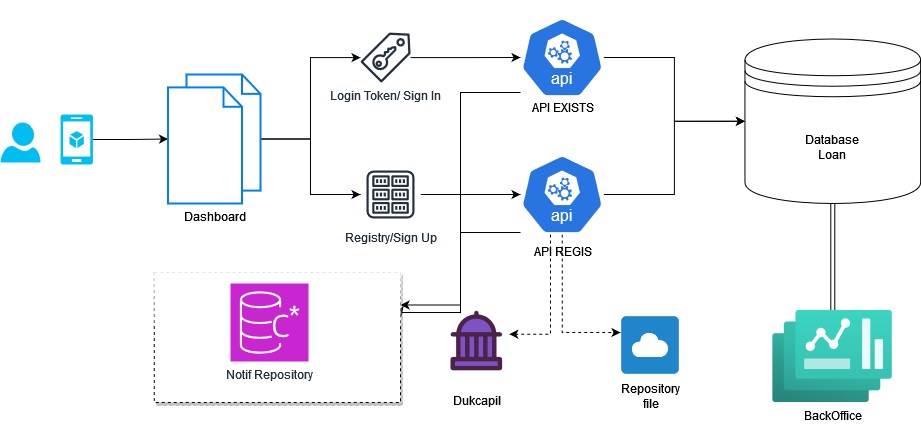 api
Login Token/ Sign In
API EXISTS
Database
Loan
Dashboard
Registry/Sign Up
api
API REGIS
C*
Notif Repository
Dukcapil
Repository
file
BackOffice